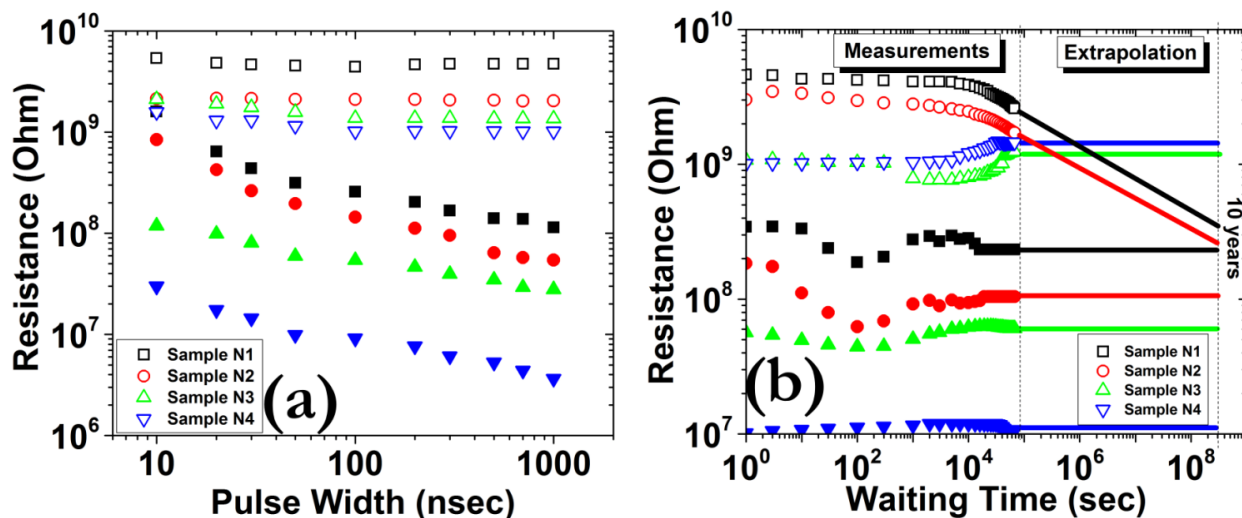 10^10
10^9
10^8
10^7
10^6
Resistance (Ohm)
Sample N1
Sample N2
Sample N3
Sample N4
(a)
10
100
1000
Pulse Width (nsec)
10^10
10^9
10^8
10^7
Resistance (Ohm)
Measurements
Extrapolation
10 years
Sample N1
Sample N2
Sample N3
Sample N4
(b)
10^0
10^2
10^4
10^6
10^8
Waiting Time (sec)